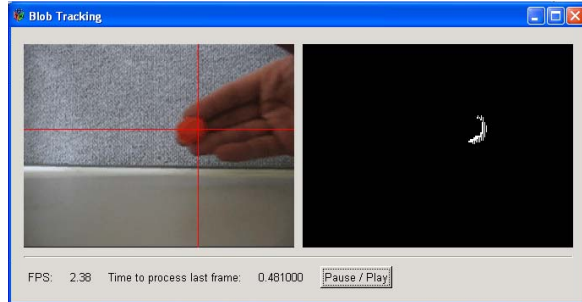 Blob Tracking
FPS: 2.38 Time to process last frame: 0.481000 Pause / Play